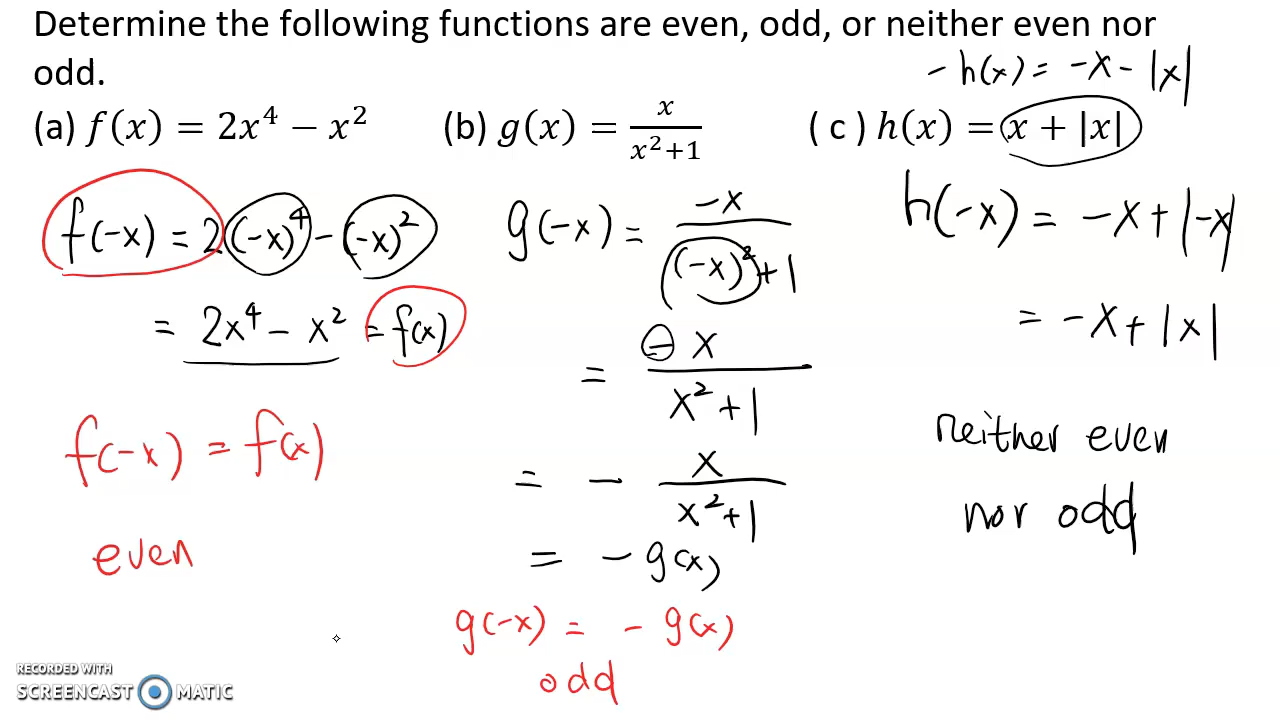 Determine the following functions are even, odd, or neither even nor
odd.
- h(x) = -x - |x|
(a) f(x) = 2x⁴ − x²
(b) g(x) = x/(x²+1)
( c ) h(x) = x + |x|
f(-x) = 2(-x)⁴ - (-x)²
= 2x⁴ - x² = f(x)
f(-x) = f(x)
even
g(-x) = -x/((-x)²+1)
= -x/(x²+1)
= - x/(x²+1)
= - g(x)
g(-x) = - g(x)
odd
h(-x) = -x + |-x|
= -x + |x|
neither even
nor odd
RECORDED WITH
SCREENCAST MATIC